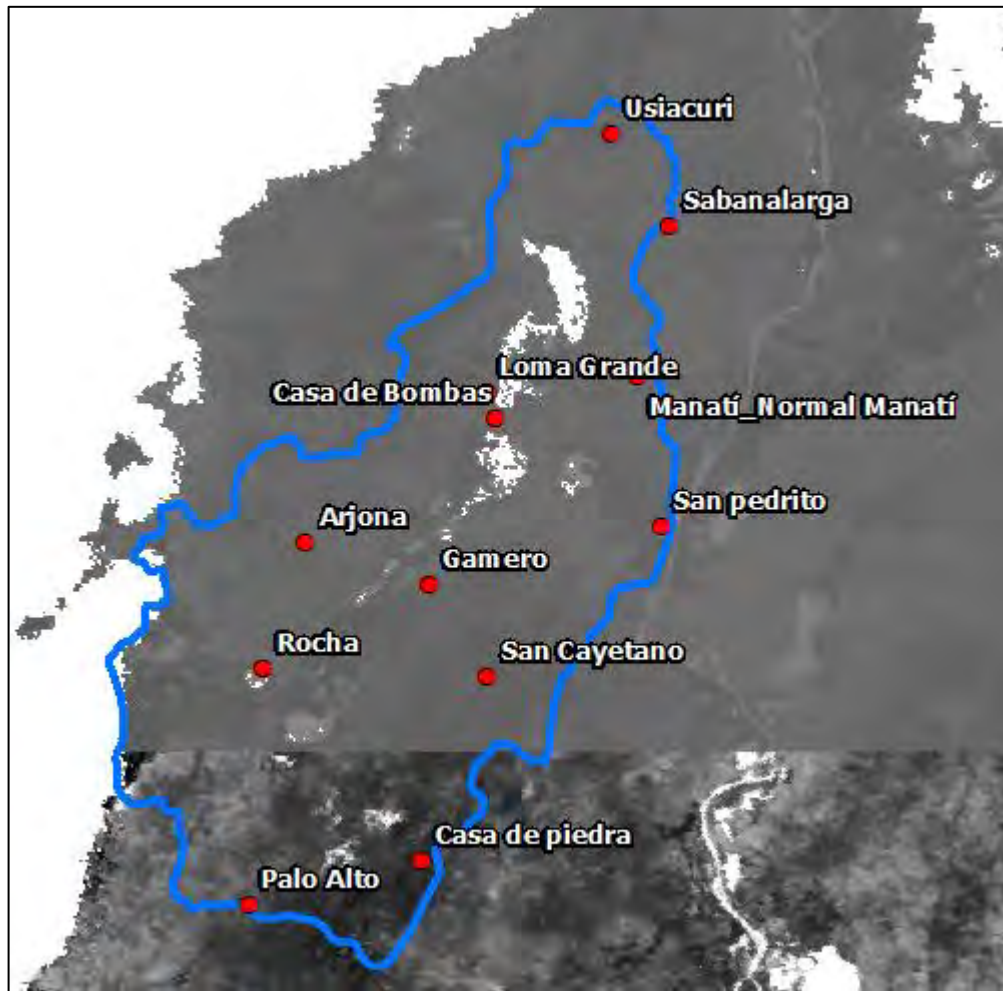 Usiacuri
Sabanalarga
Loma Grande
Casa de Bombas
Manatí_Normal Manatí
San pedrito
Arjona
Gamero
Rocha
San Cayetano
Casa de piedra
Palo Alto